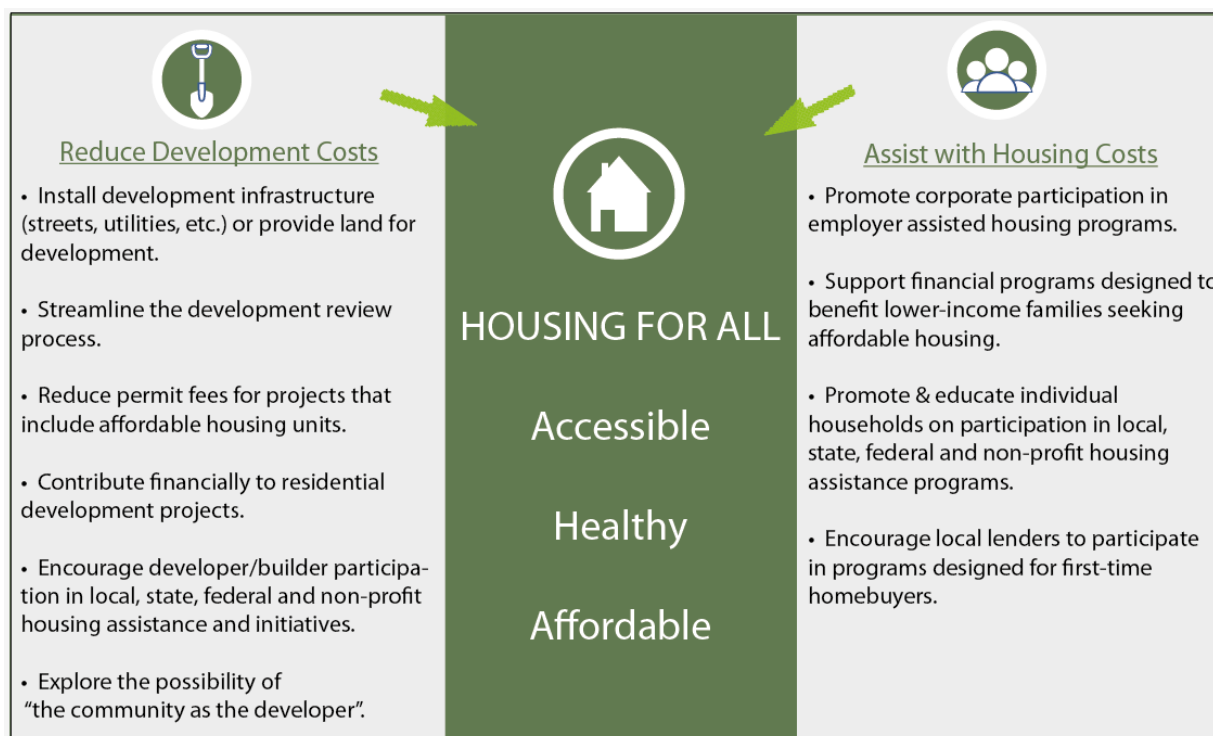 Reduce Development Costs
• Install development infrastructure
(streets, utilities, etc.) or provide land for
development.
• Streamline the development review
process.
• Reduce permit fees for projects that
include affordable housing units.
• Contribute financially to residential
development projects.
• Encourage developer/builder participa-
tion in local, state, federal and non-profit
housing assistance and initiatives.
• Explore the possibility of
“the community as the developer”.
HOUSING FOR ALL
Accessible
Healthy
Affordable
Assist with Housing Costs
• Promote corporate participation in
employer assisted housing programs.
• Support financial programs designed to
benefit lower-income families seeking
affordable housing.
• Promote & educate individual
households on participation in local,
state, federal and non-profit housing
assistance programs.
• Encourage local lenders to participate
in programs designed for first-time
homebuyers.